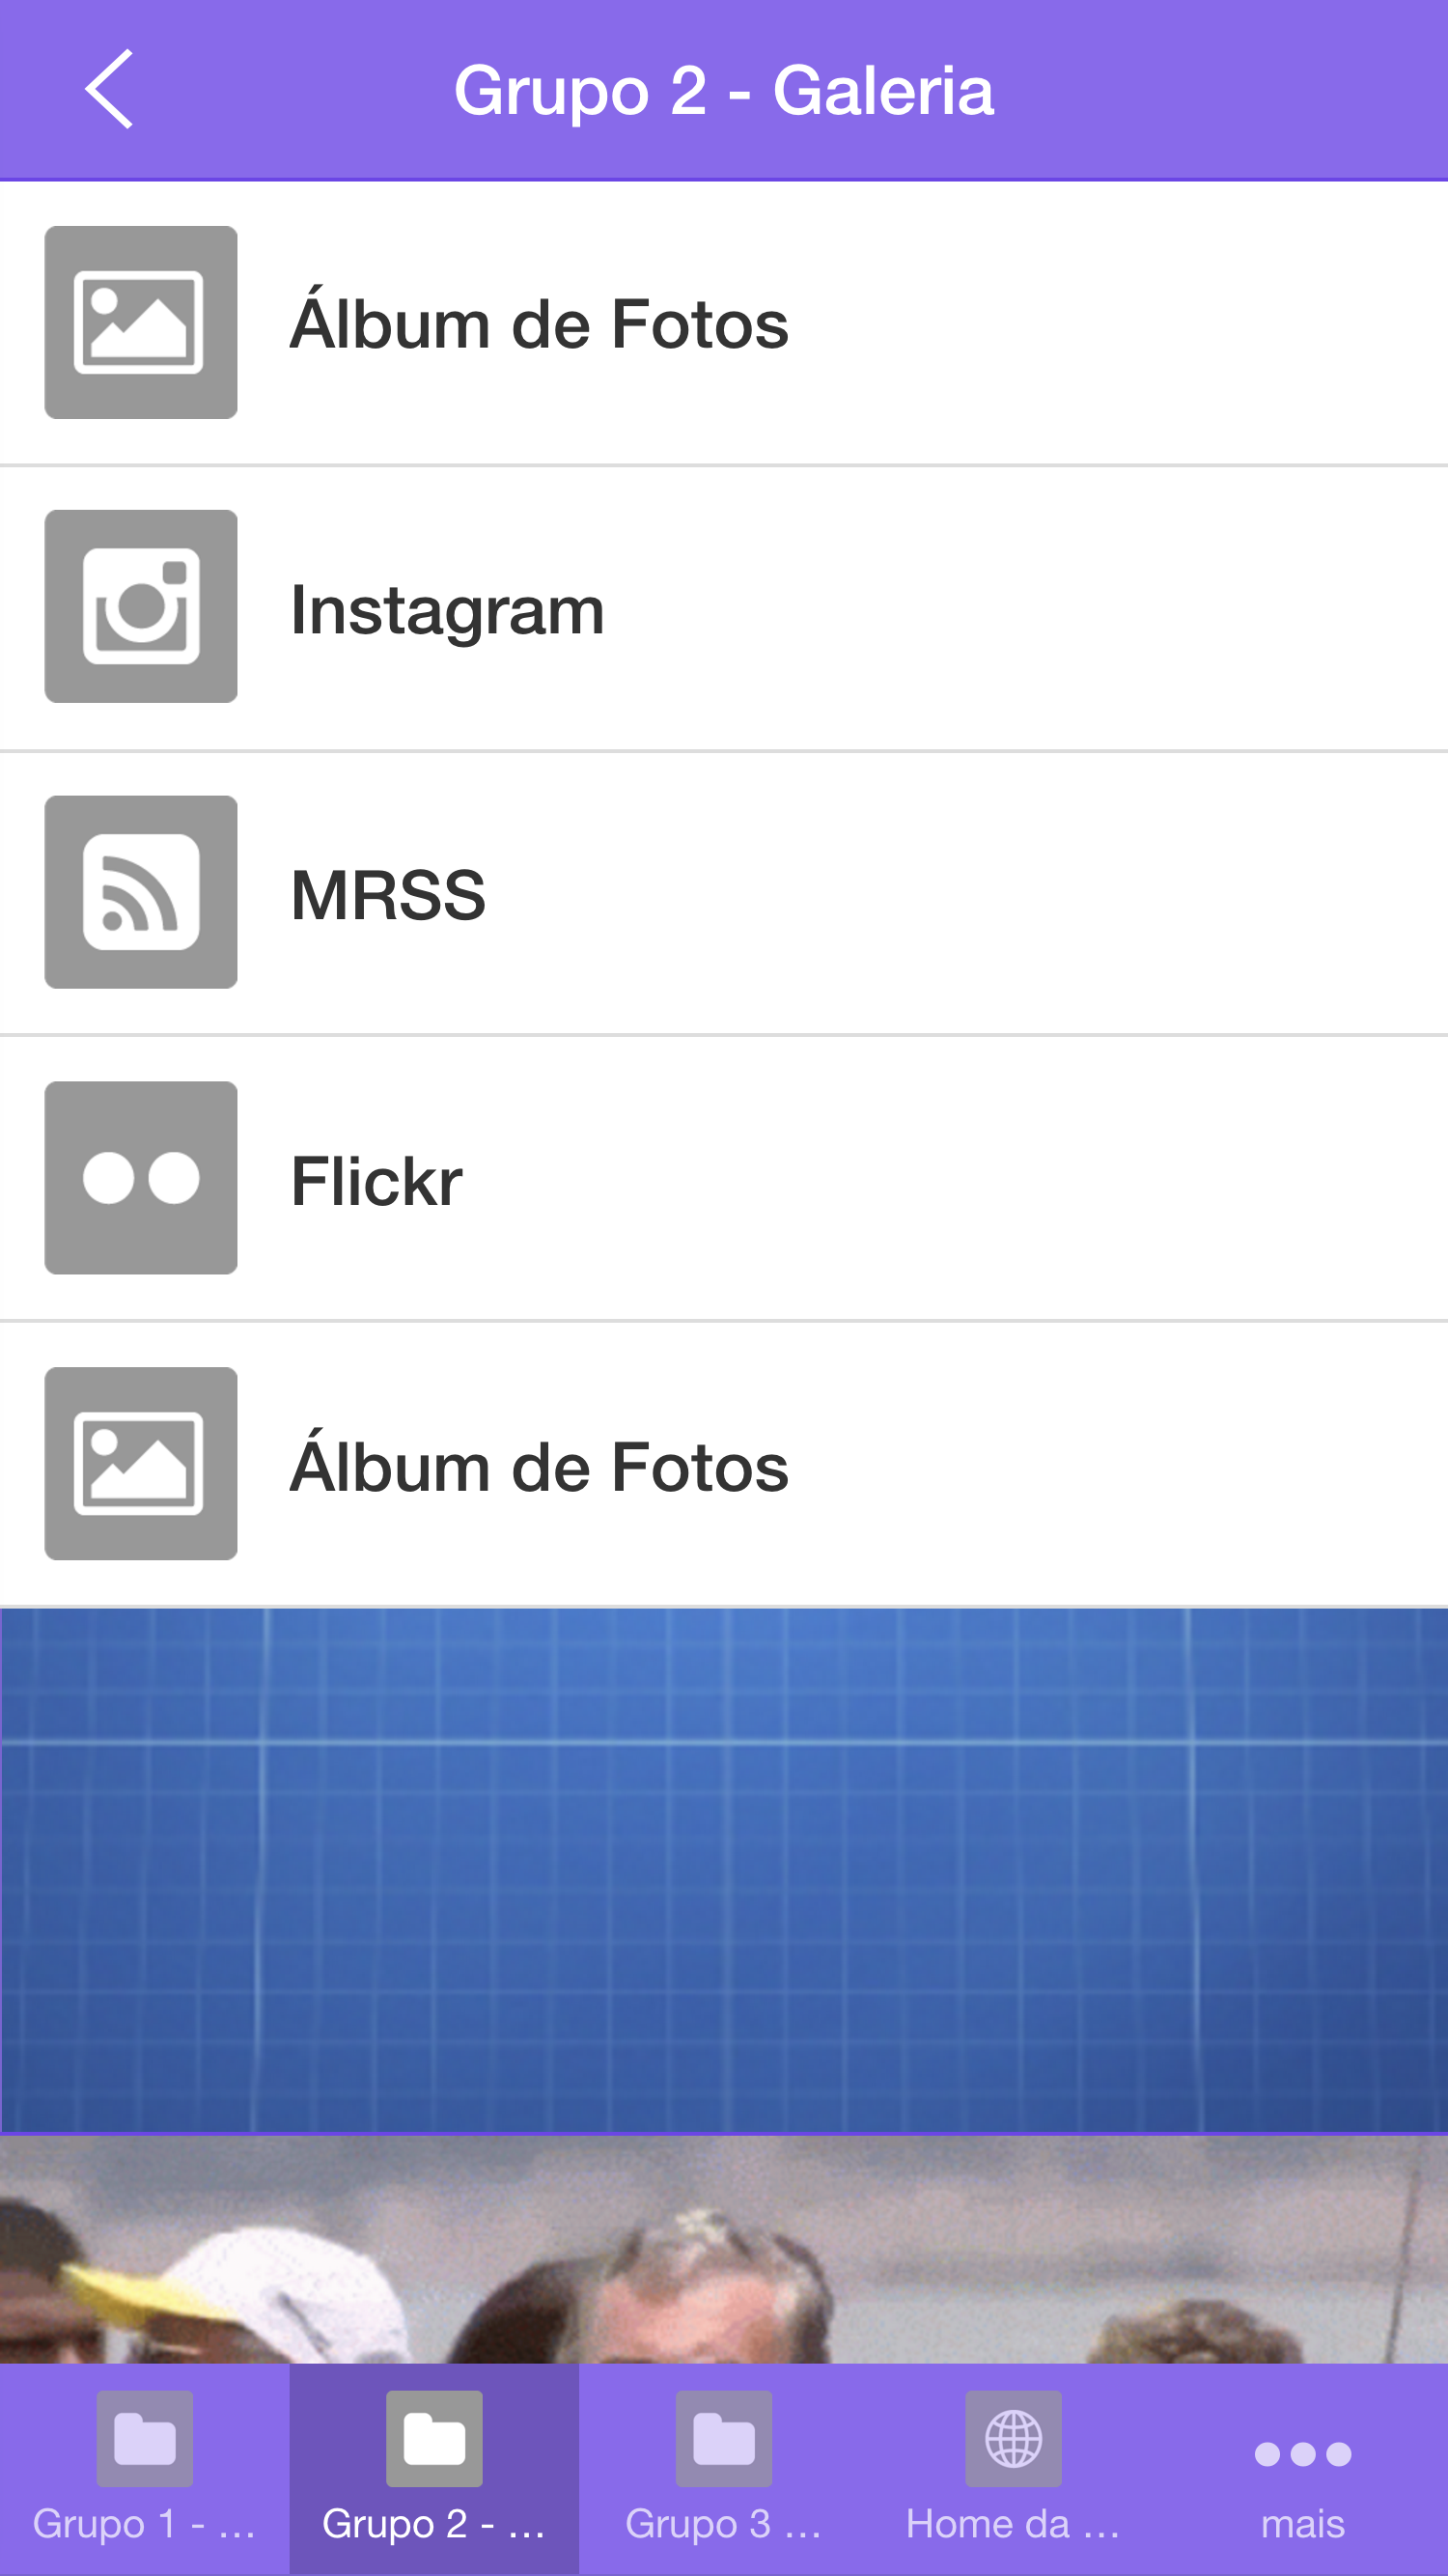 Grupo 2 - Galeria
Álbum de Fotos
Instagram
MRSS
Flickr
Álbum de Fotos
Grupo 1 - ...
Grupo 2 - ...
Grupo 3 ...
Home da ...
mais